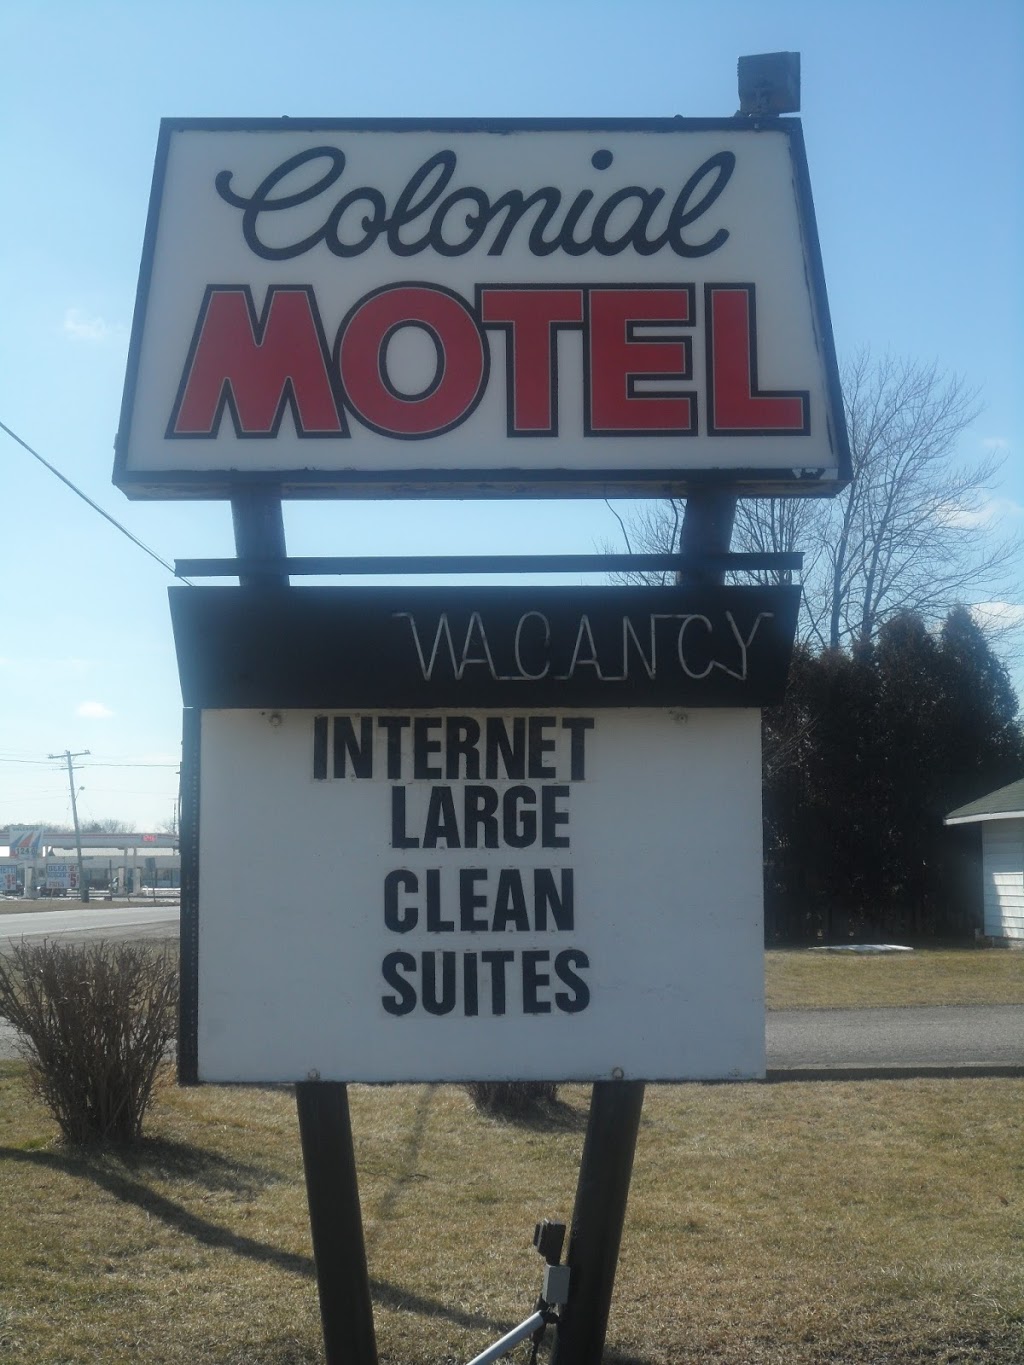 Colonial
MOTEL
VACANCY
INTERNET
LARGE
CLEAN
SUITES